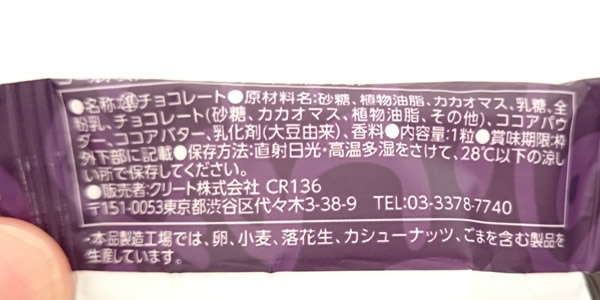 ●名称:準チョコレート●原材料名:砂糖、植物油脂、カカオマス、乳糖、全
粉乳、チョコレート(砂糖、カカオマス、植物油脂、その他)、ココアパウ
ダー、ココアバター、乳化剤(大豆由来)、香料●内容量:1粒●賞味期限:枠
外下部に記載●保存方法:直射日光・高温多湿をさけて、28℃以下の涼し
い所で保存してください。
●販売者:クリート株式会社 CR136
〒151-0053東京都渋谷区代々木3-38-9 TEL:03-3378-7740
・本品製造工場では、卵、小麦、落花生、カシューナッツ、ごまを含む製品を
生産しています。